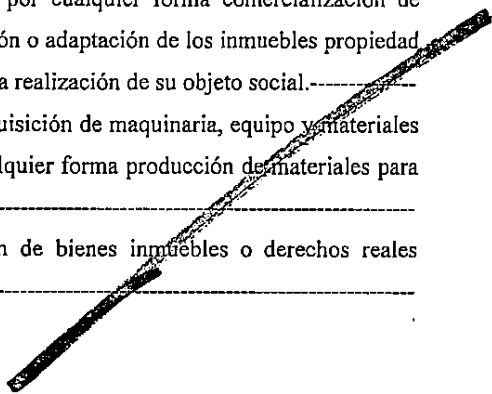 por cualquier forma comercialización de
ón o adaptación de los inmuebles propiedad
a realización de su objeto social.--------------
uisición de maquinaria, equipo y materiales
lquier forma producción de materiales para
------------------------------------------------------
n de bienes inmuebles o derechos reales
------------------------------------------------------